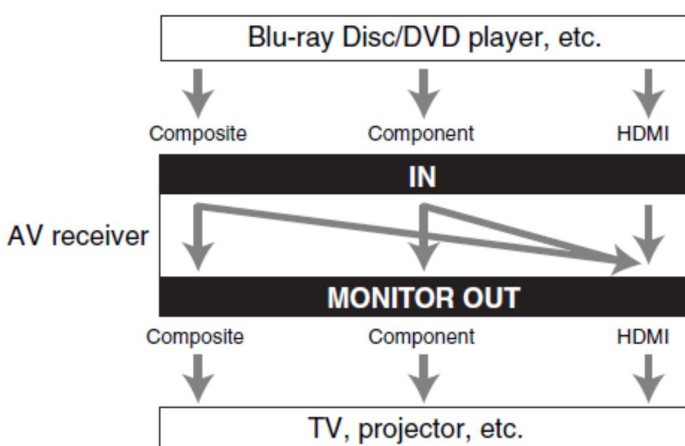 Blu-ray Disc/DVD player, etc.
Composite Component HDMI
IN
AV receiver
MONITOR OUT
Composite Component HDMI
TV, projector, etc.